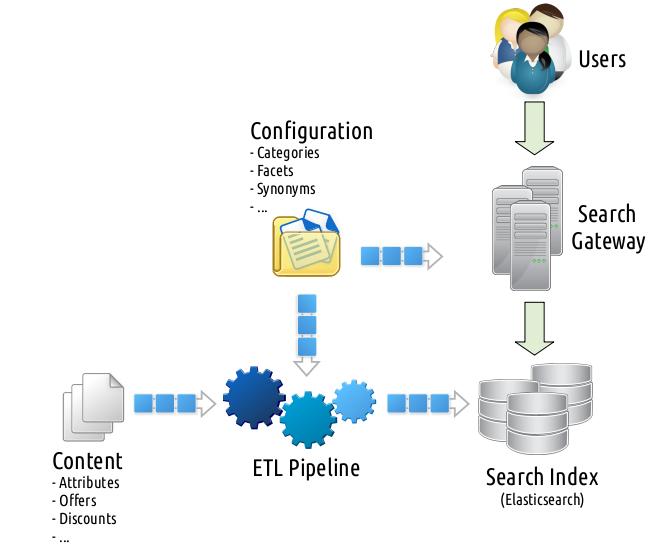 Users
Configuration
- Categories
- Facets
- Synonyms
- ...
Search
Gateway
Content
- Attributes
- Offers
- Discounts
- ...
ETL Pipeline
Search Index
(Elasticsearch)